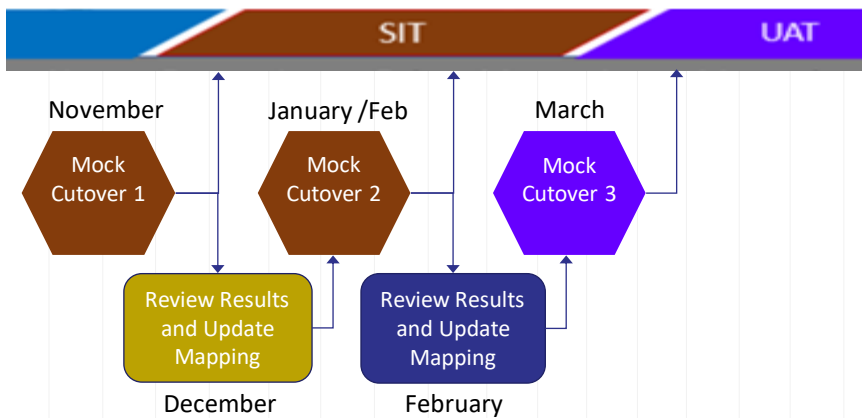 SIT
UAT
November
January /Feb
March
Mock
Cutover 1
Mock
Cutover 2
Mock
Cutover 3
Review Results
and Update
Mapping
Review Results
and Update
Mapping
December
February